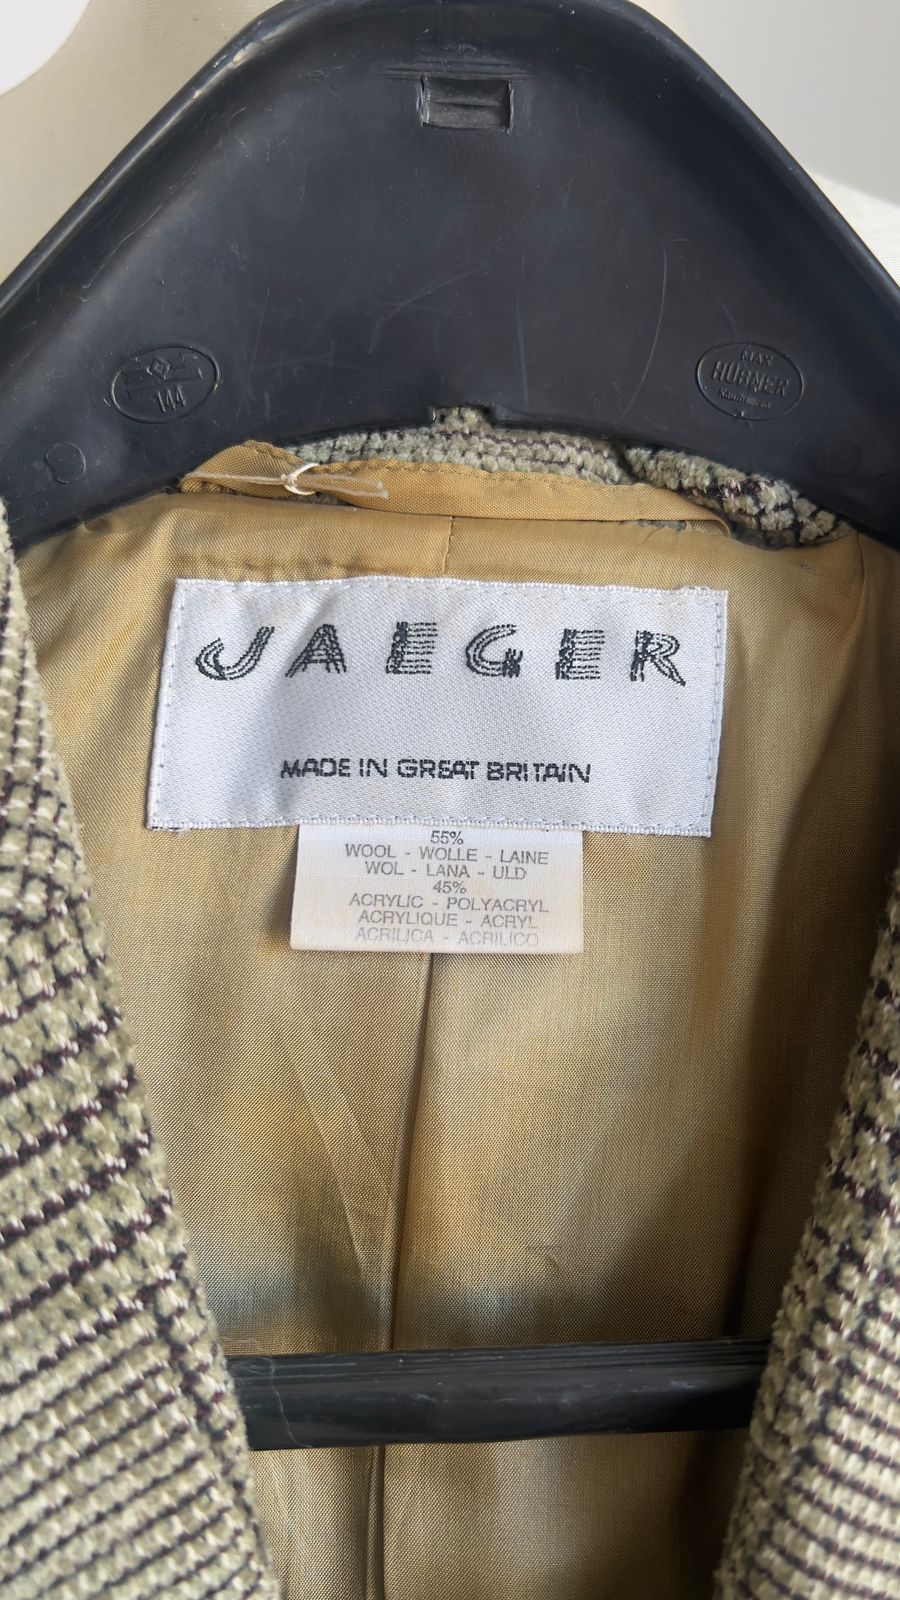 144
MAX
HÜBNER
JAEGER
MADE IN GREAT BRITAIN
55%
WOOL - WOLLE - LAINE
WOL - LANA - ULD
45%
ACRYLIC - POLYACRYL
ACRYLIQUE - ACRYL
ACRILICA - ACRILICO